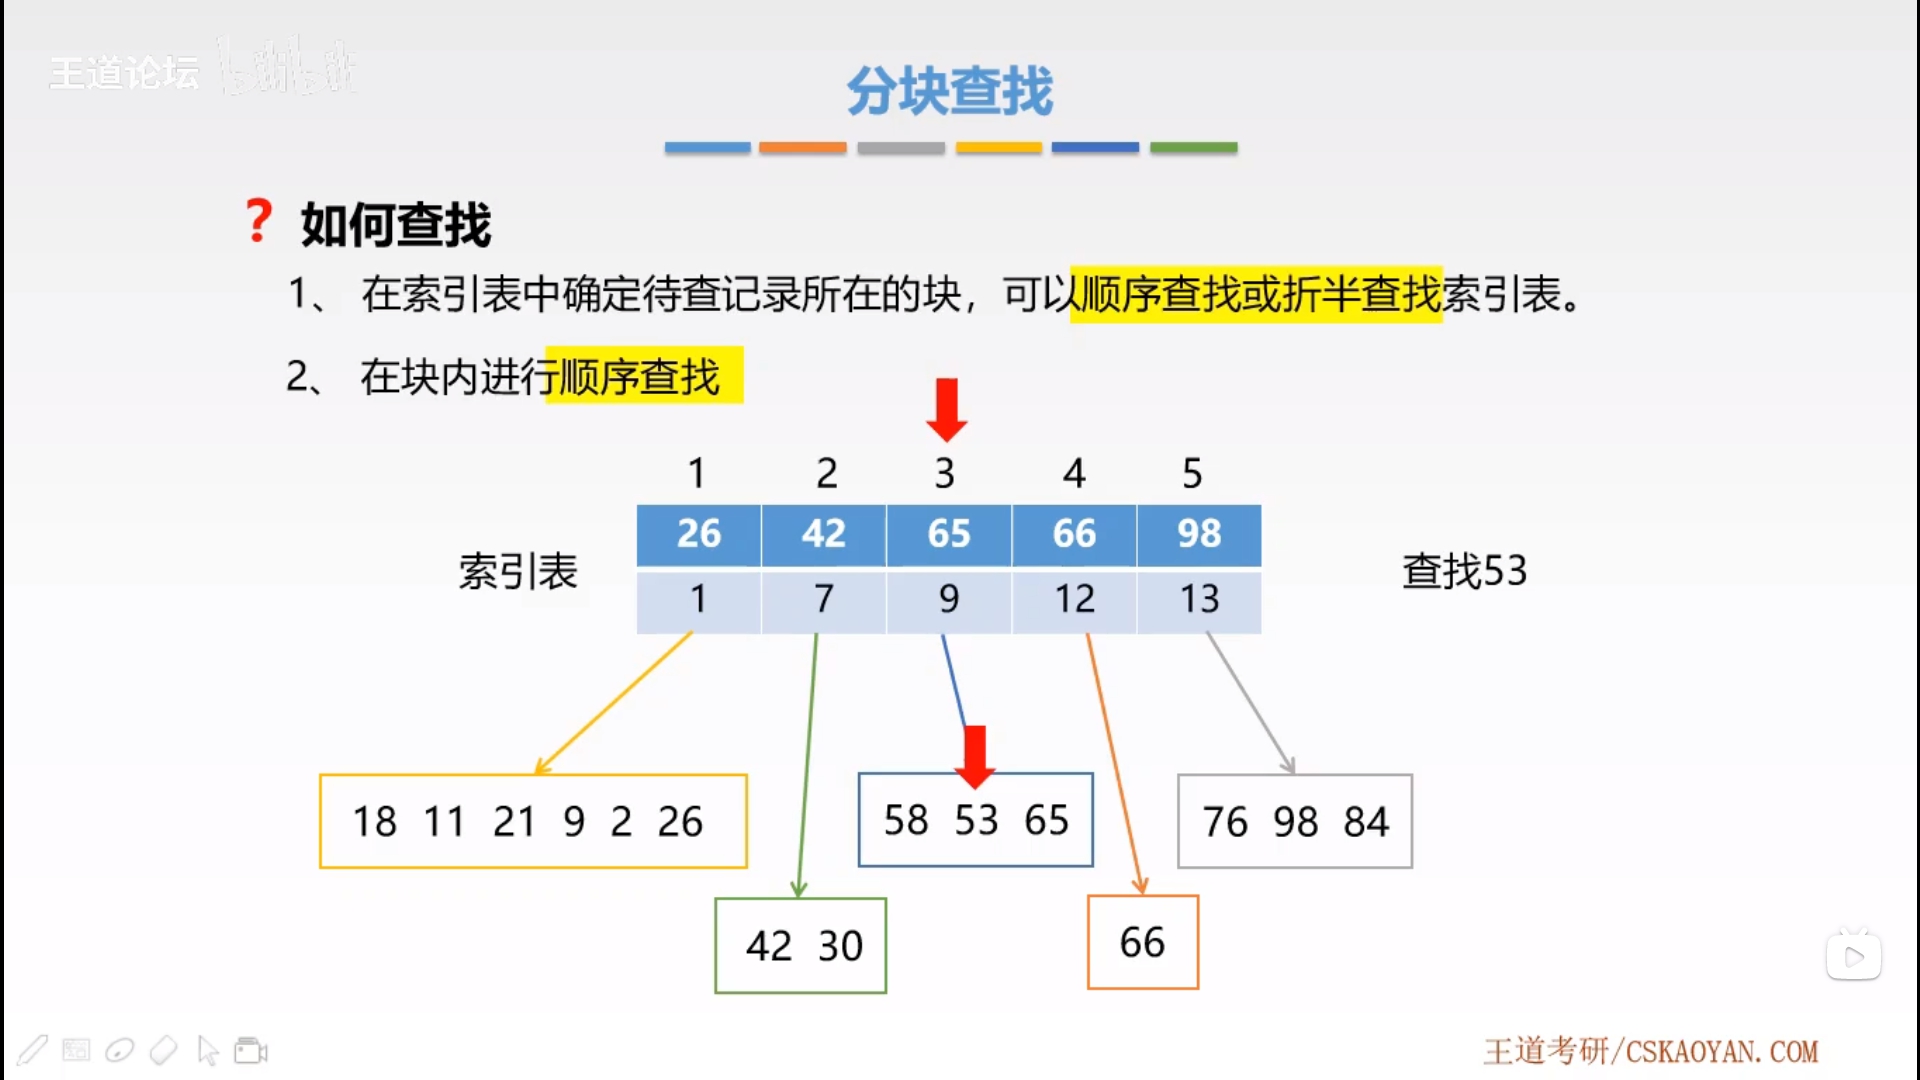 王道论坛 bilibili
分块查找
? 如何查找
1、 在索引表中确定待查记录所在的块，可以顺序查找或折半查找索引表。
2、 在块内进行顺序查找
1 2 3 4 5
26 42 65 66 98
索引表
查找53
1 7 9 12 13
18 11 21 9 2 26
58 53 65
76 98 84
42 30
66
王道考研/CSKAOYAN.COM